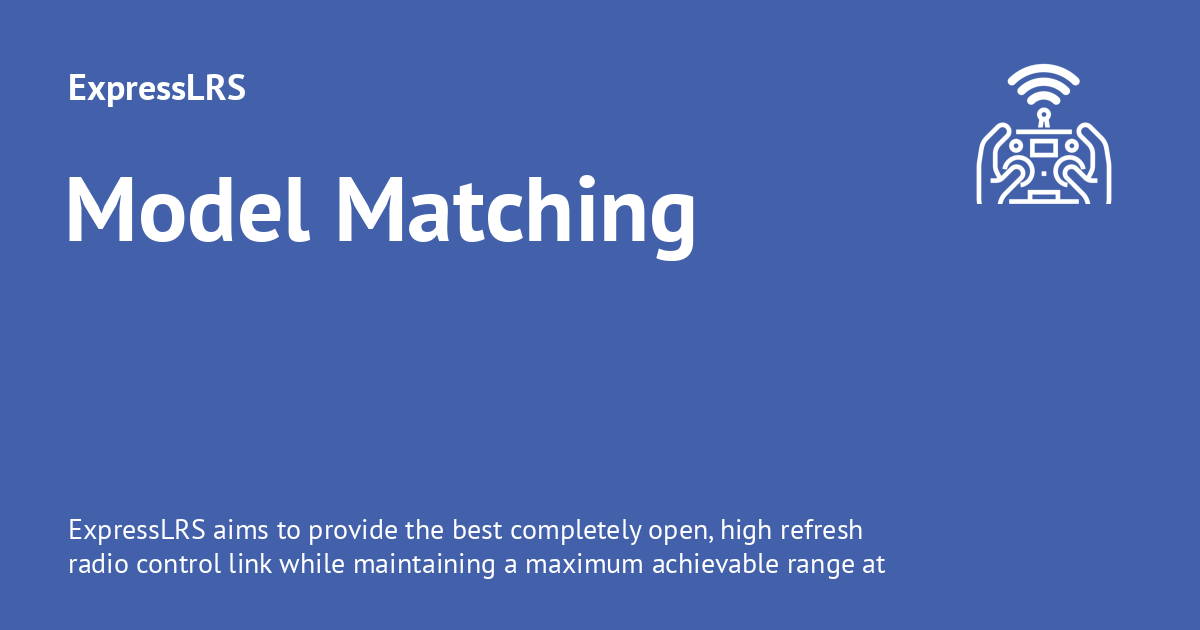 ExpressLRS
Model Matching
ExpressLRS aims to provide the best completely open, high refresh
radio control link while maintaining a maximum achievable range at